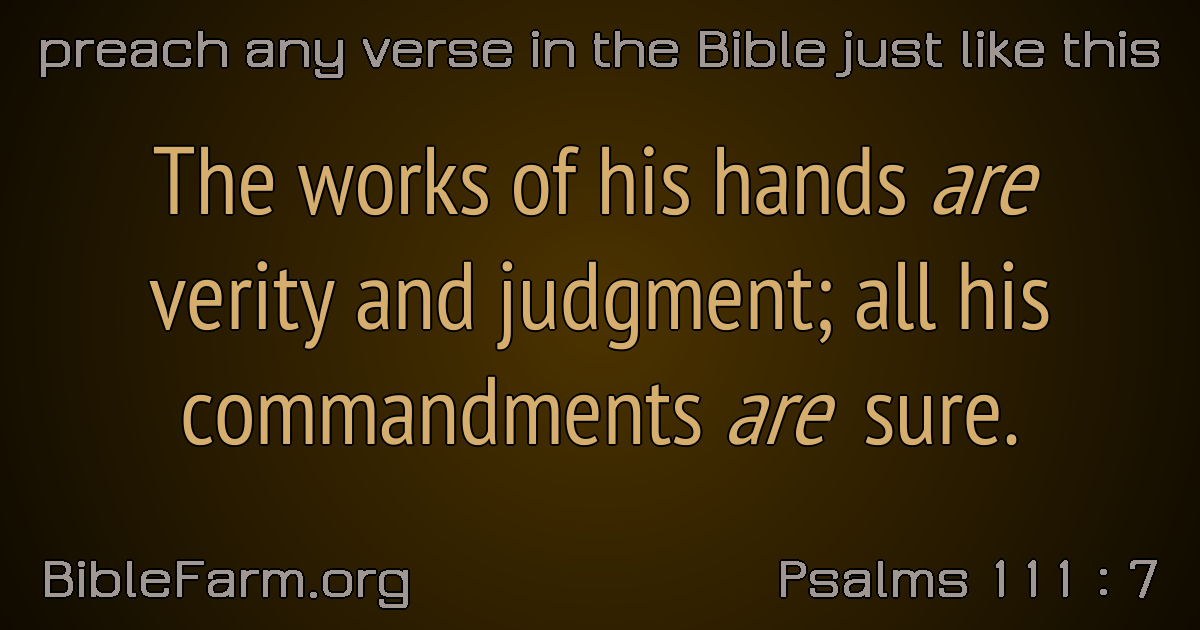 preach any verse in the Bible just like this
The works of his hands are
verity and judgment; all his
commandments are sure.
BibleFarm.org
Psalms 111 : 7